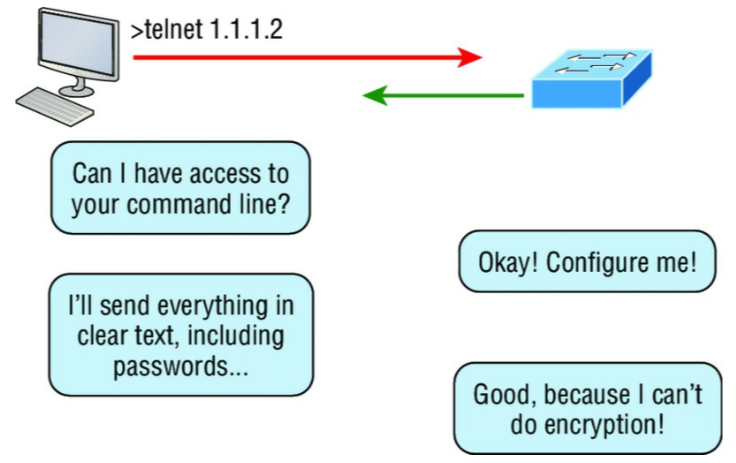 >telnet 1.1.1.2
Can I have access to
your command line?
Okay! Configure me!
I'll send everything in
clear text, including
passwords...
Good, because I can't
do encryption!